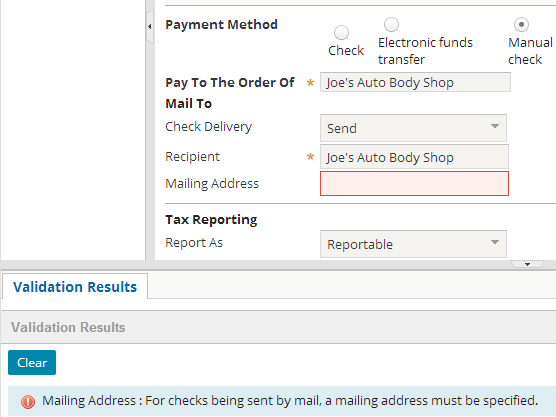 Payment Method
Check
Electronic funds
transfer
Manual
check
Pay To The Order Of * Joe's Auto Body Shop
Mail To
Check Delivery Send
Recipient * Joe's Auto Body Shop
Mailing Address
Tax Reporting
Report As Reportable
Validation Results
Validation Results
Clear
Mailing Address : For checks being sent by mail, a mailing address must be specified.